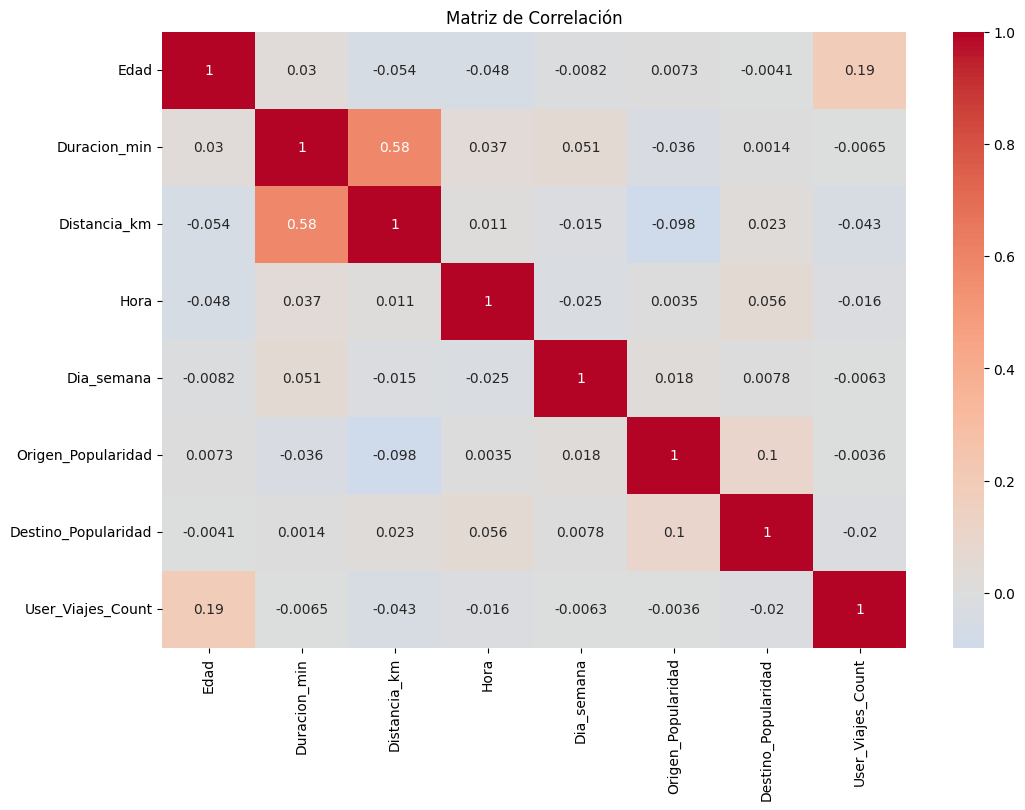 Matriz de Correlación
Edad 1 0.03 -0.054 -0.048 -0.0082 0.0073 -0.0041 0.19
Duracion_min 0.03 1 0.58 0.037 0.051 -0.036 0.0014 -0.0065
Distancia_km -0.054 0.58 1 0.011 -0.015 -0.098 0.023 -0.043
Hora -0.048 0.037 0.011 1 -0.025 0.0035 0.056 -0.016
Dia_semana -0.0082 0.051 -0.015 -0.025 1 0.018 0.0078 -0.0063
Origen_Popularidad 0.0073 -0.036 -0.098 0.0035 0.018 1 0.1 -0.0036
Destino_Popularidad -0.0041 0.0014 0.023 0.056 0.0078 0.1 1 -0.02
User_Viajes_Count 0.19 -0.0065 -0.043 -0.016 -0.0063 -0.0036 -0.02 1
Edad
Duracion_min
Distancia_km
Hora
Dia_semana
Origen_Popularidad
Destino_Popularidad
User_Viajes_Count
1.0
0.8
0.6
0.4
0.2
0.0